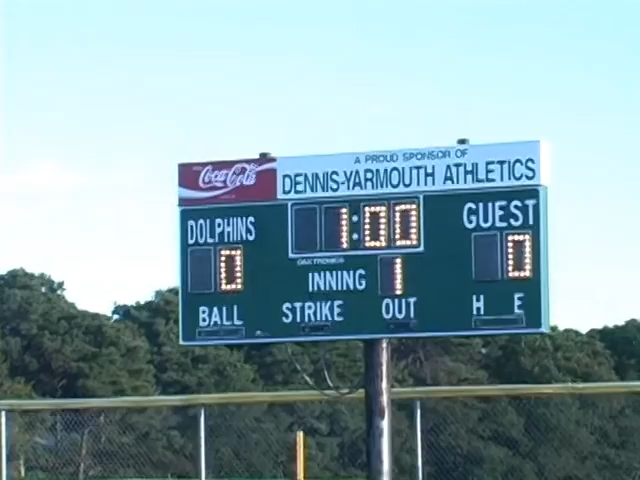 Coca-Cola
A PROUD SPONSOR OF
DENNIS-YARMOUTH ATHLETICS
DOLPHINS
1:00
GUEST
0
0
DAKTRONICS
INNING 1
BALL STRIKE OUT H E